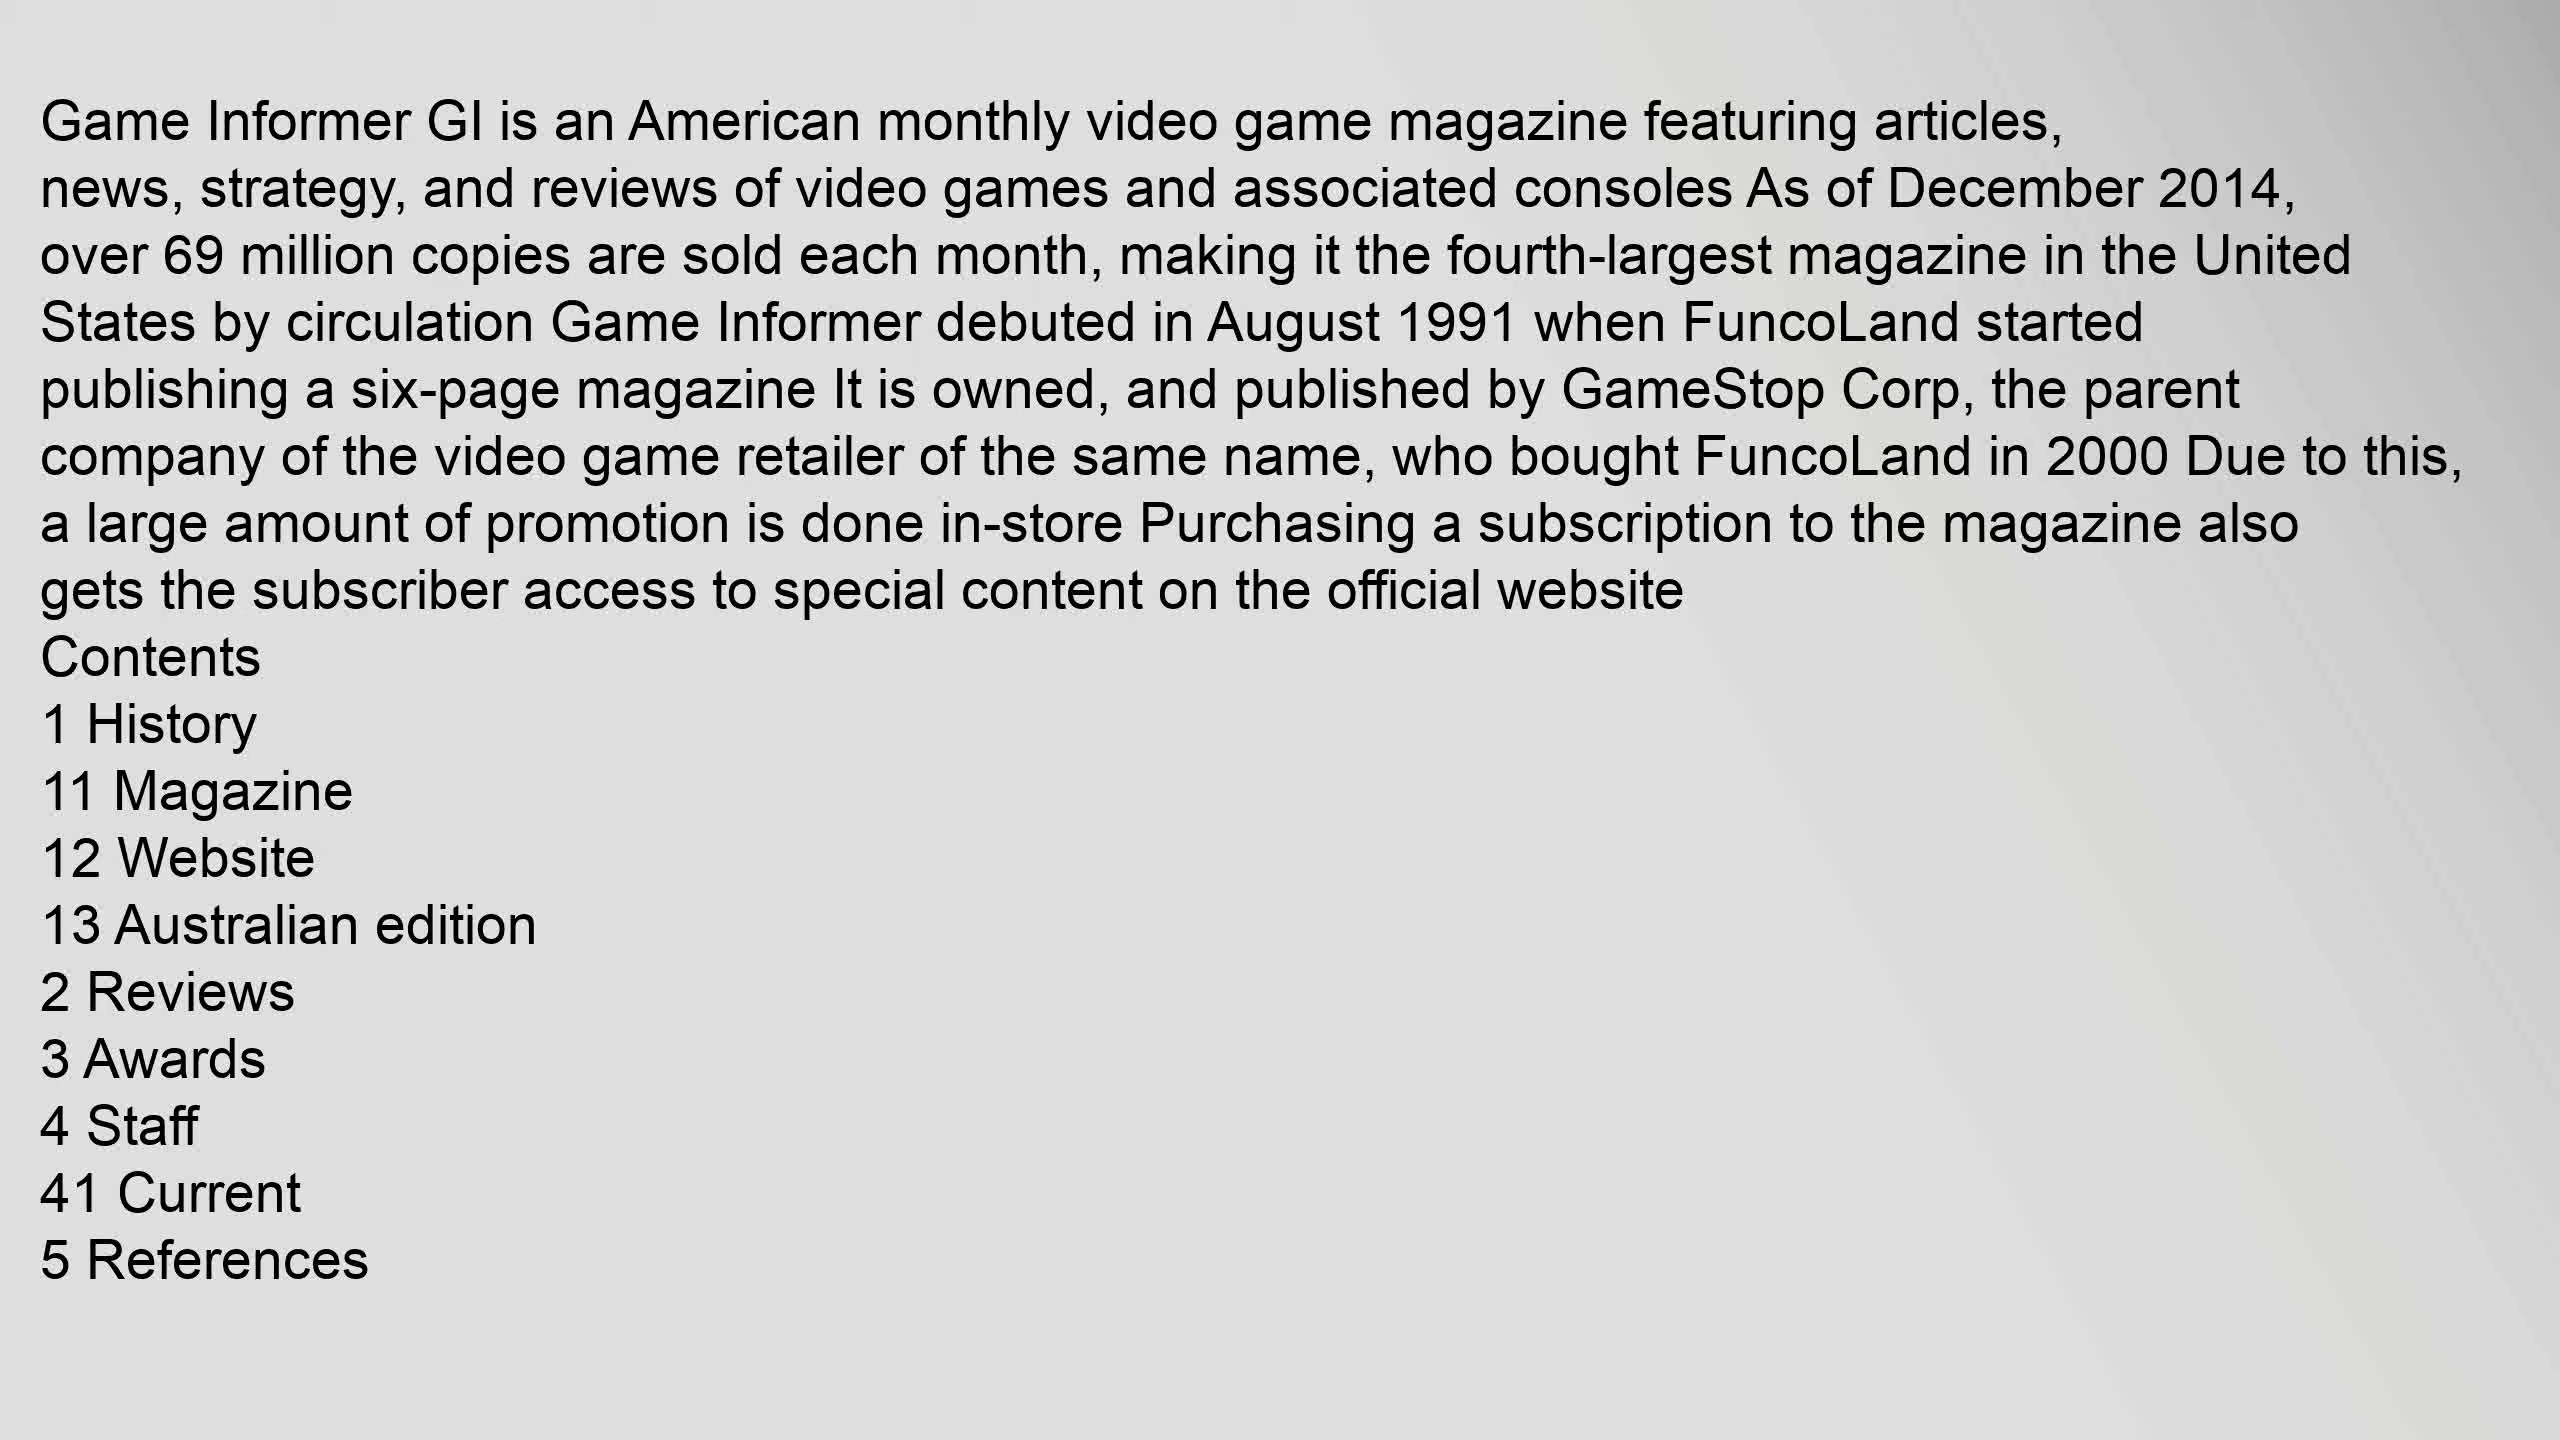 Game Informer GI is an American monthly video game magazine featuring articles,
news, strategy, and reviews of video games and associated consoles As of December 2014,
over 69 million copies are sold each month, making it the fourth-largest magazine in the United
States by circulation Game Informer debuted in August 1991 when FuncoLand started
publishing a six-page magazine It is owned, and published by GameStop Corp, the parent
company of the video game retailer of the same name, who bought FuncoLand in 2000 Due to this,
a large amount of promotion is done in-store Purchasing a subscription to the magazine also
gets the subscriber access to special content on the official website
Contents
1 History
11 Magazine
12 Website
13 Australian edition
2 Reviews
3 Awards
4 Staff
41 Current
5 References